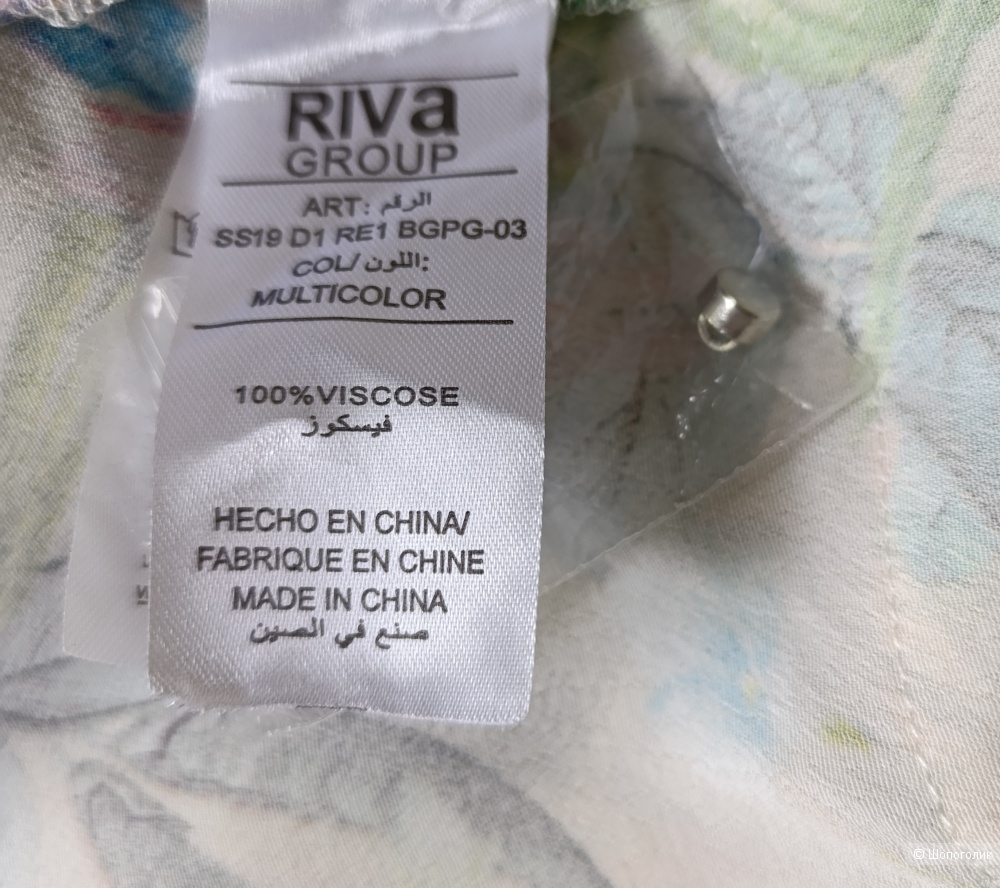 RIVa
GROUP
ART: الرقم
SS19 D1 RE1 BGPG-03
COL/ اللون:
MULTICOLOR
100%VISCOSE
فيسكوز
HECHO EN CHINA/
FABRIQUE EN CHINE
MADE IN CHINA
صنع في الصين
© Шопоголик